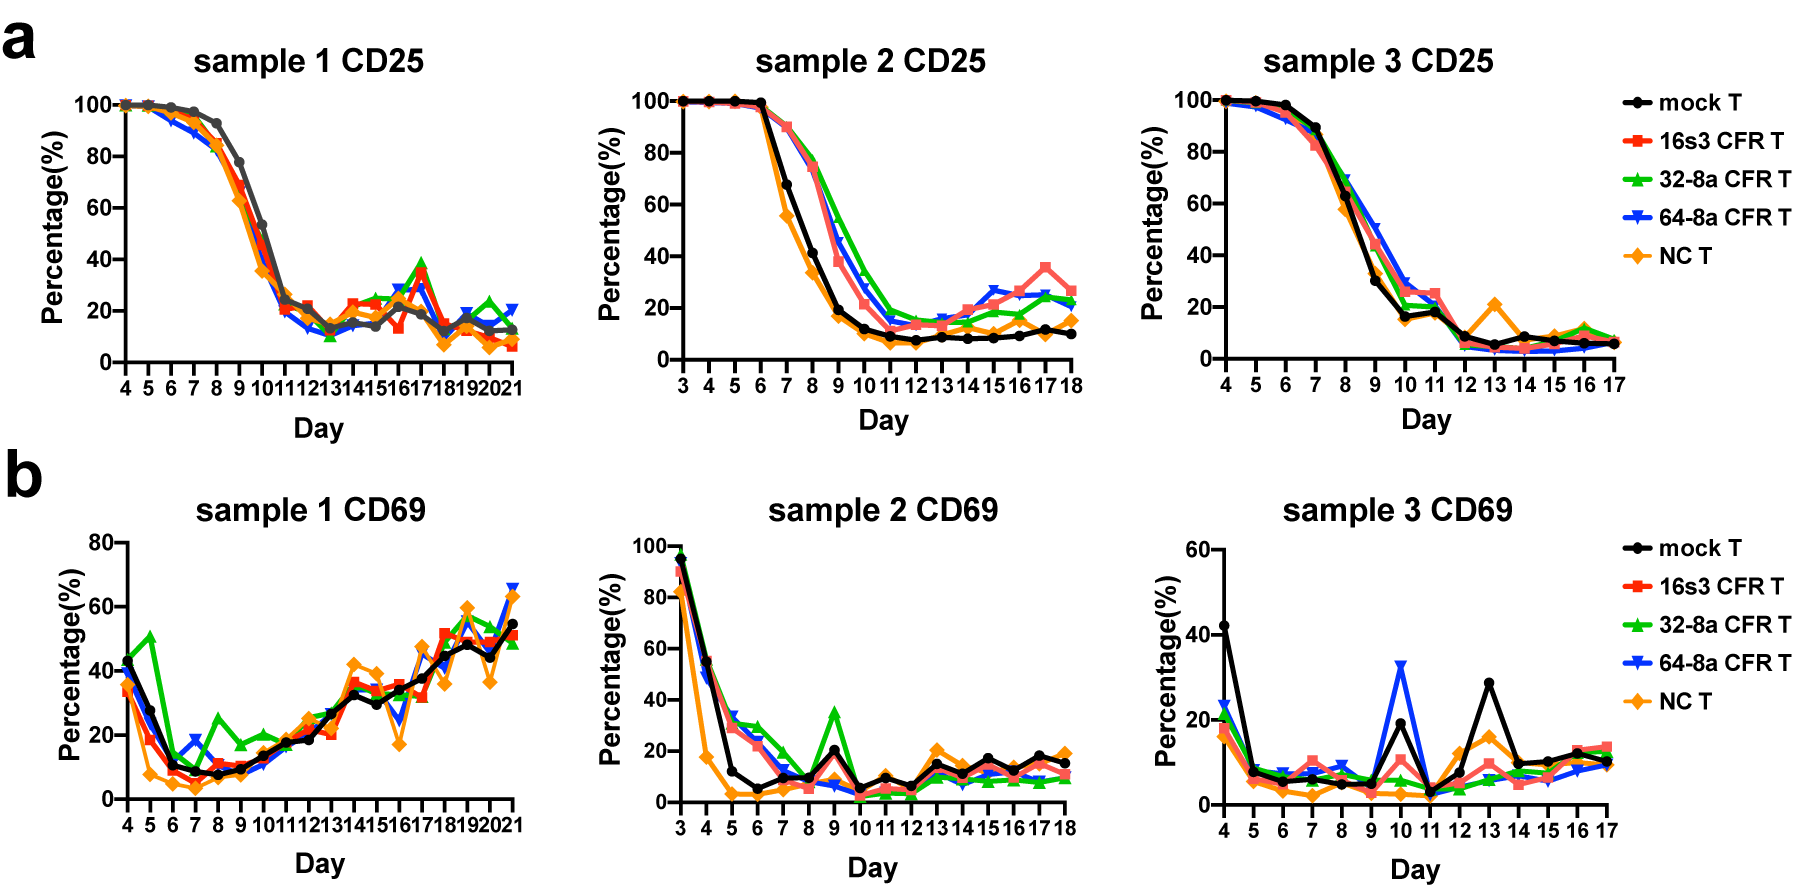 a
sample 1 CD25
sample 2 CD25
sample 3 CD25
Percentage(%)
100
80
60
40
20
0
4 5 6 7 8 9 10 11 12 13 14 15 16 17 18 19 20 21
Day
Percentage(%)
100
80
60
40
20
0
3 4 5 6 7 8 9 10 11 12 13 14 15 16 17 18
Day
Percentage(%)
100
80
60
40
20
0
4 5 6 7 8 9 10 11 12 13 14 15 16 17
Day
mock T
16s3 CFR T
32-8a CFR T
64-8a CFR T
NC T
b
sample 1 CD69
sample 2 CD69
sample 3 CD69
Percentage(%)
80
60
40
20
0
4 5 6 7 8 9 10 11 12 13 14 15 16 17 18 19 20 21
Day
Percentage(%)
100
80
60
40
20
0
3 4 5 6 7 8 9 10 11 12 13 14 15 16 17 18
Day
Percentage(%)
60
40
20
0
4 5 6 7 8 9 10 11 12 13 14 15 16 17
Day
mock T
16s3 CFR T
32-8a CFR T
64-8a CFR T
NC T